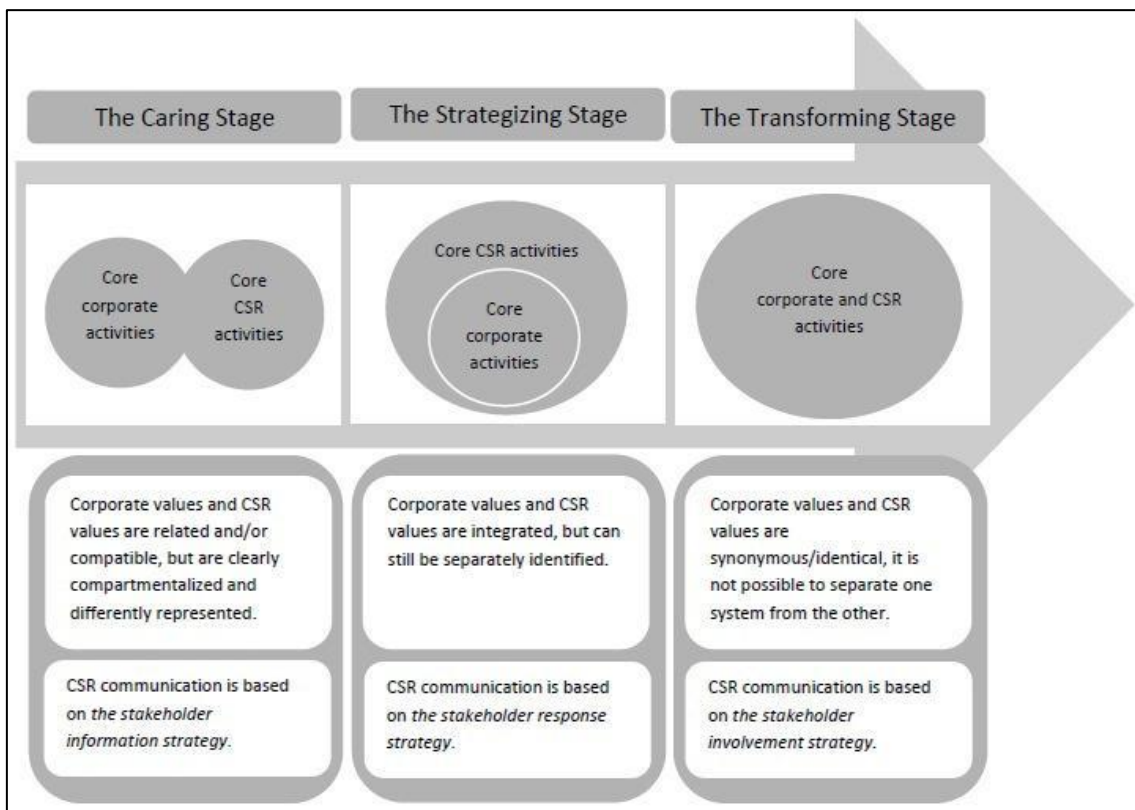 The Caring Stage
The Strategizing Stage
The Transforming Stage
Core
corporate
activities
Core
CSR
activities
Core CSR activities
Core
corporate
activities
Core
corporate and CSR
activities
Corporate values and CSR
values are related and/or
compatible, but are clearly
compartmentalized and
differently represented.
Corporate values and CSR
values are integrated, but can
still be separately identified.
Corporate values and CSR
values are
synonymous/identical, it is
not possible to separate one
system from the other.
CSR communication is based
on the stakeholder
information strategy.
CSR communication is based
on the stakeholder response
strategy.
CSR communication is based
on the stakeholder
involvement strategy.